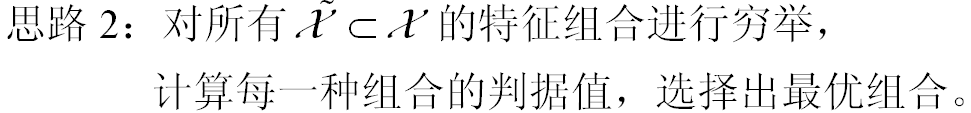 思路 2：对所有 𝒳̃ ⊂ 𝒳 的特征组合进行穷举，
计算每一种组合的判据值，选择出最优组合。